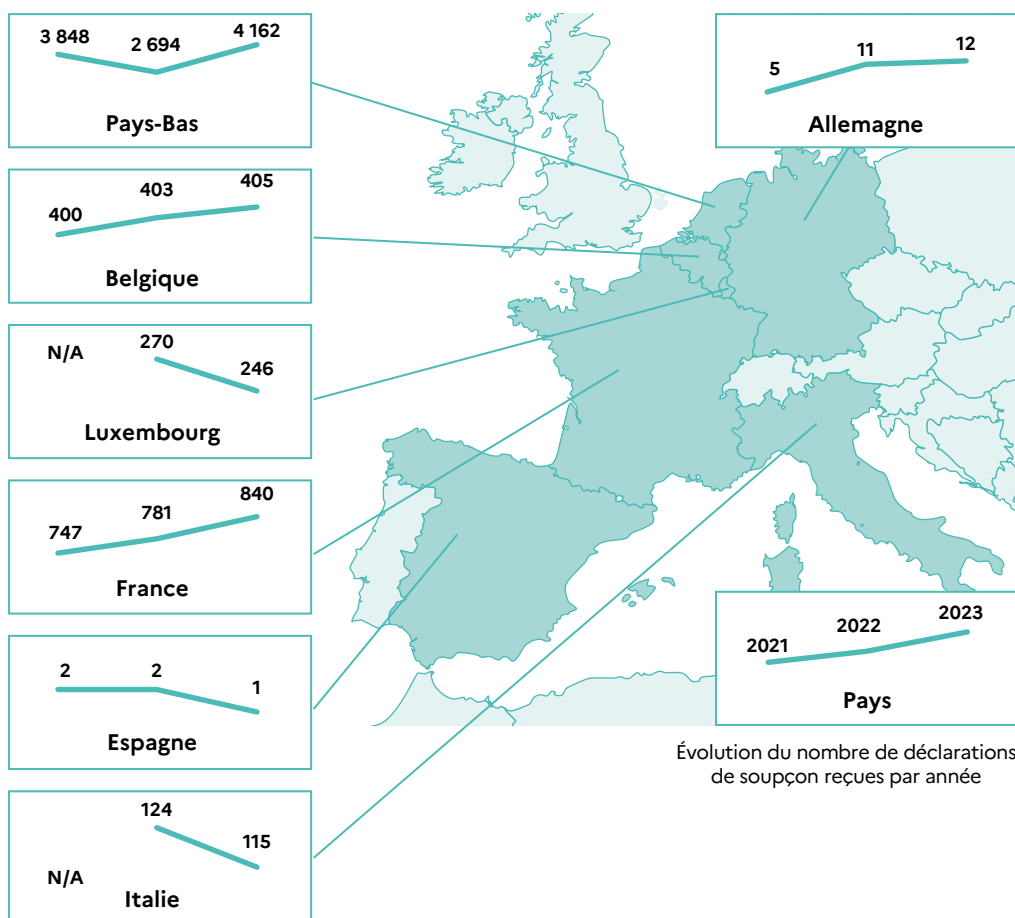 3 848
2 694
4 162
Pays-Bas
400
403
405
Belgique
N/A
270
246
Luxembourg
747
781
840
France
2
2
1
Espagne
N/A
124
115
Italie
5
11
12
Allemagne
2021
2022
2023
Pays
Évolution du nombre de déclarations
de soupçon reçues par année